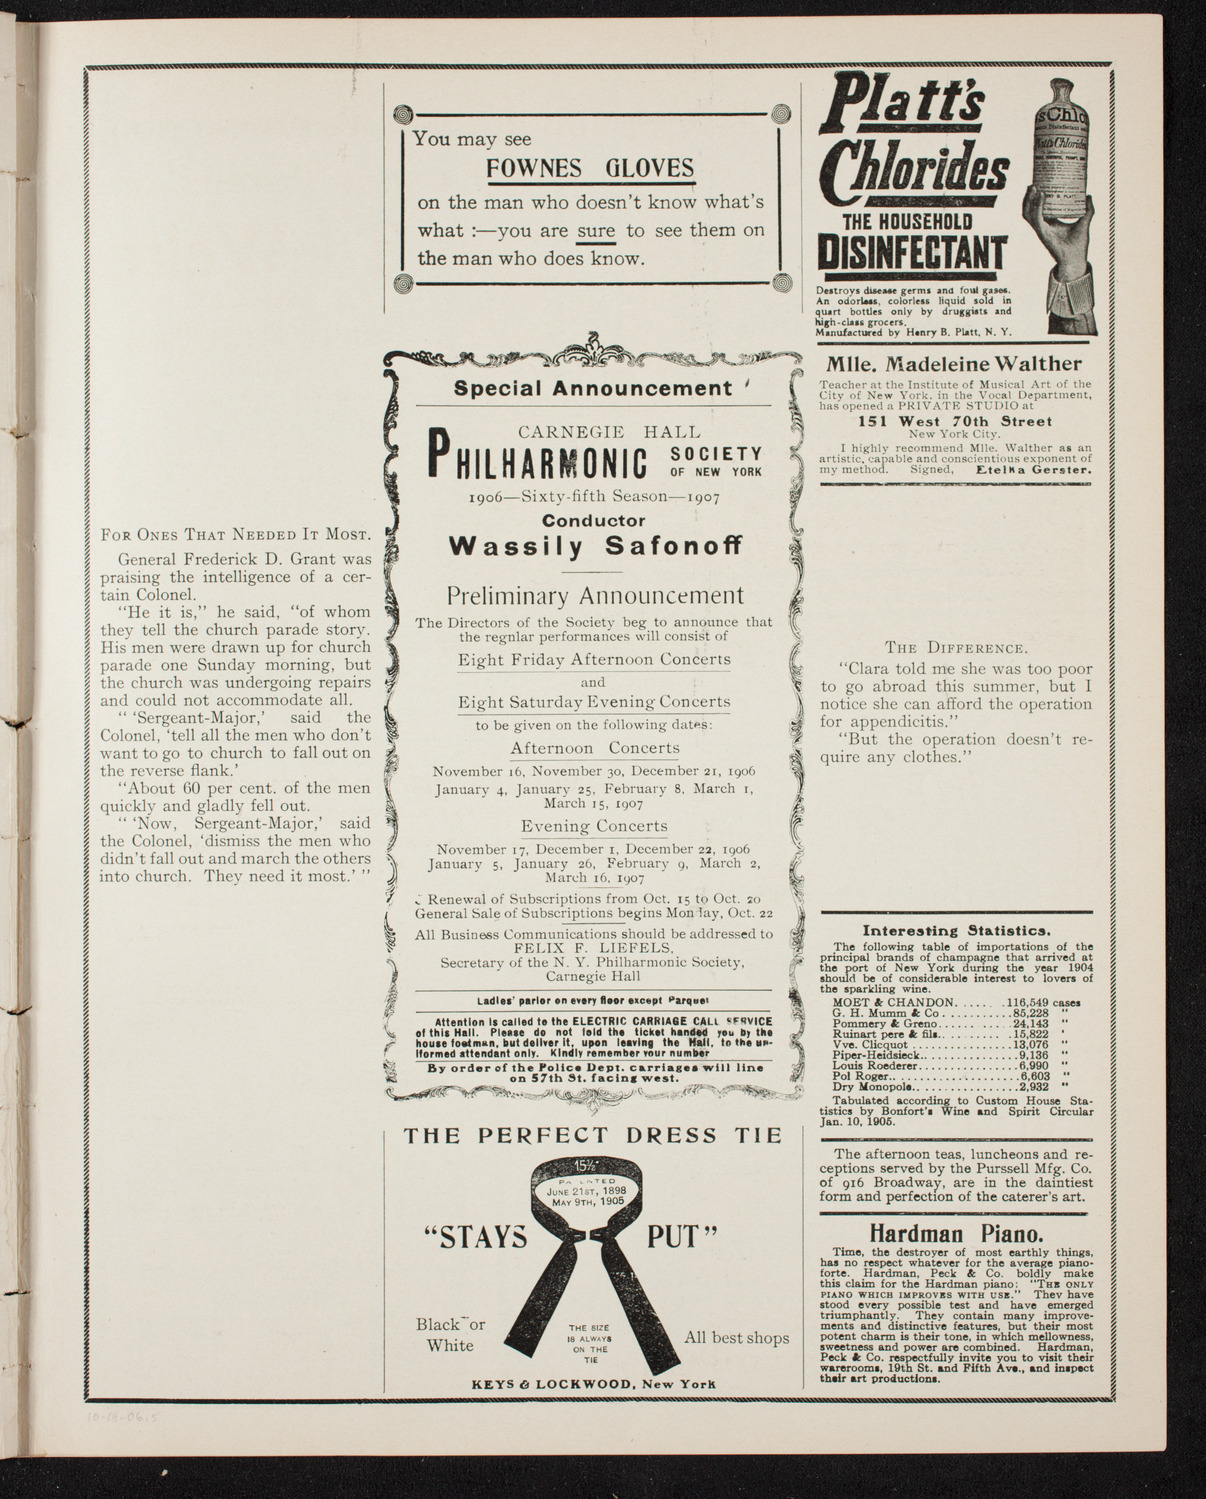 FOR ONES THAT NEEDED IT MOST.
General Frederick D. Grant was
praising the intelligence of a cer-
tain Colonel.
"He it is," he said, "of whom
they tell the church parade story.
His men were drawn up for church
parade one Sunday morning, but
the church was undergoing repairs
and could not accommodate all.
" 'Sergeant-Major,' said the
Colonel, 'tell all the men who don't
want to go to church to fall out on
the reverse flank.'
"About 60 per cent. of the men
quickly and gladly fell out.
" 'Now, Sergeant-Major,' said
the Colonel, 'dismiss the men who
didn't fall out and march the others
into church. They need it most.' "
You may see
FOWNES GLOVES
on the man who doesn't know what's
what :—you are sure to see them on
the man who does know.
Special Announcement
CARNEGIE HALL
PHILHARMONIC SOCIETY
OF NEW YORK
1906—Sixty-fifth Season—1907
Conductor
Wassily Safonoff
Preliminary Announcement
The Directors of the Society beg to announce that
the regular performances will consist of
Eight Friday Afternoon Concerts
and
Eight Saturday Evening Concerts
to be given on the following dates:
Afternoon Concerts
November 16, November 30, December 21, 1906
January 4, January 25, February 8, March 1,
March 15, 1907
Evening Concerts
November 17, December 1, December 22, 1906
January 5, January 26, February 9, March 2,
March 16, 1907
Renewal of Subscriptions from Oct. 15 to Oct. 20
General Sale of Subscriptions begins Monday, Oct. 22
All Business Communications should be addressed to
FELIX F. LIEFELS,
Secretary of the N. Y. Philharmonic Society,
Carnegie Hall
Ladies' parlor on every floor except Parquet
Attention is called to the ELECTRIC CARRIAGE CALL SERVICE
of this Hall. Please do not fold the ticket handed you by the
house footman, but deliver it, upon leaving the Hall, to the un-
iformed attendant only. Kindly remember your number
By order of the Police Dept. carriages will line
on 57th St. facing west.
THE PERFECT DRESS TIE
15½
PATENTED
JUNE 21ST, 1898
MAY 9TH, 1905
"STAYS PUT"
Black or
White
THE SIZE
IS ALWAYS
ON THE
TIE
All best shops
KEYS & LOCKWOOD, New York
Platt's
Chlorides
THE HOUSEHOLD
DISINFECTANT
Destroys disease germs and foul gases.
An odorless, colorless liquid sold in
quart bottles only by druggists and
high-class grocers.
Manufactured by Henry B. Platt, N. Y.
Mlle. Madeleine Walther
Teacher at the Institute of Musical Art of the
City of New York, in the Vocal Department,
has opened a PRIVATE STUDIO at
151 West 70th Street
New York City.
I highly recommend Mlle. Walther as an
artistic, capable and conscientious exponent of
my method. Signed, Etelka Gerster.
THE DIFFERENCE.
"Clara told me she was too poor
to go abroad this summer, but I
notice she can afford the operation
for appendicitis."
"But the operation doesn't re-
quire any clothes."
Interesting Statistics.
The following table of importations of the
principal brands of champagne that arrived at
the port of New York during the year 1904
should be of considerable interest to lovers of
the sparkling wine.
MOET & CHANDON.......116,549 cases
G. H. Mumm & Co...........85,228 "
Pommery & Greno...........24,143 "
Ruinart pere & fils...........15,822 '
Vve. Clicquot...............13,076 "
Piper-Heidsieck..............9,136 "
Louis Roederer...............6,990 "
Pol Roger...................6,603 "
Dry Monopole................2,932 "
Tabulated according to Custom House Sta-
tistics by Bonfort's Wine and Spirit Circular
Jan. 10, 1905.
The afternoon teas, luncheons and re-
ceptions served by the Purssell Mfg. Co.
of 916 Broadway, are in the daintiest
form and perfection of the caterer's art.
Hardman Piano.
Time, the destroyer of most earthly things,
has no respect whatever for the average piano-
forte. Hardman, Peck & Co. boldly make
this claim for the Hardman piano: "THE ONLY
PIANO WHICH IMPROVES WITH USE." They have
stood every possible test and have emerged
triumphantly. They contain many improve-
ments and distinctive features, but their most
potent charm is their tone, in which mellowness,
sweetness and power are combined. Hardman,
Peck & Co. respectfully invite you to visit their
warerooms, 19th St. and Fifth Ave., and inspect
their art productions.
10-19-06.5